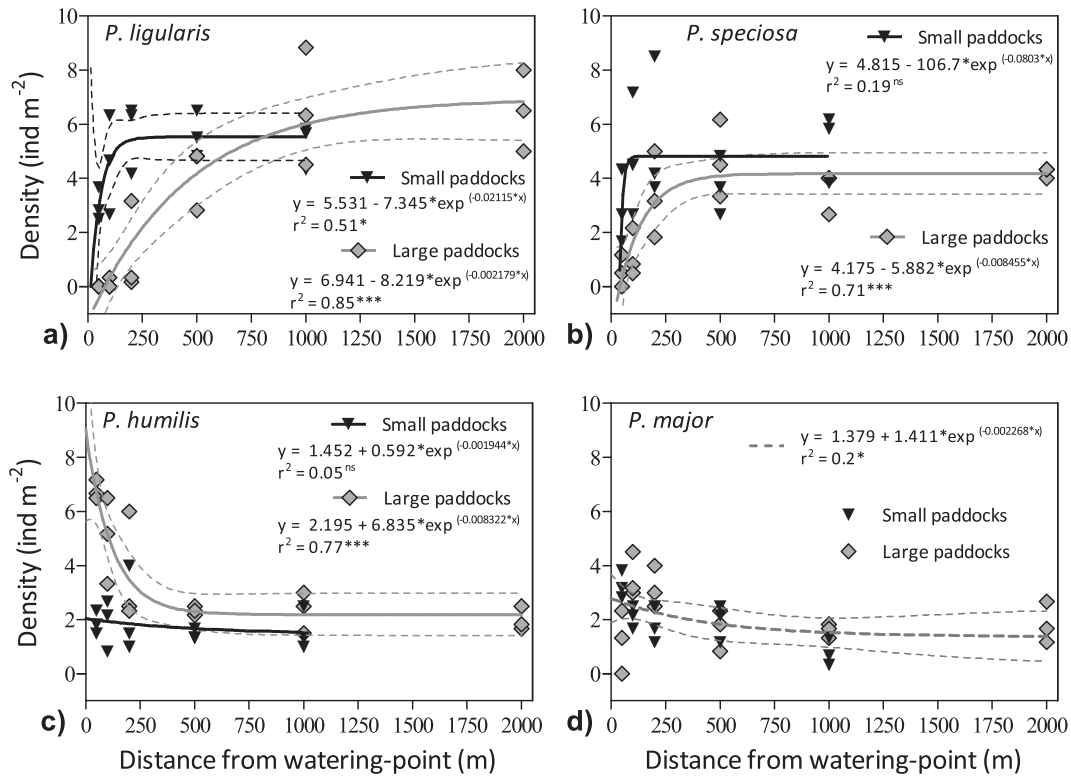 P. ligularis
Density (ind m-2)
10
8
6
4
2
0
Small paddocks
y = 5.531 - 7.345*exp (-0.02115*x)
r2 = 0.51*
Large paddocks
y = 6.941 - 8.219*exp (-0.002179*x)
r2 = 0.85***
a)
0 250 500 750 1000 1250 1500 1750 2000
P. speciosa
10
8
6
4
2
0
Small paddocks
y = 4.815 - 106.7*exp (-0.0803*x)
r2 = 0.19ns
Large paddocks
y = 4.175 - 5.882*exp (-0.008455*x)
r2 = 0.71***
b)
0 250 500 750 1000 1250 1500 1750 2000
P. humilis
Density (ind m-2)
10
8
6
4
2
0
Small paddocks
y = 1.452 + 0.592*exp (-0.001944*x)
r2 = 0.05ns
Large paddocks
y = 2.195 + 6.835*exp (-0.008322*x)
r2 = 0.77***
c)
0 250 500 750 1000 1250 1500 1750 2000
Distance from watering-point (m)
P. major
10
8
6
4
2
0
y = 1.379 + 1.411*exp (-0.002268*x)
r2 = 0.2*
Small paddocks
Large paddocks
d)
0 250 500 750 1000 1250 1500 1750 2000
Distance from watering-point (m)